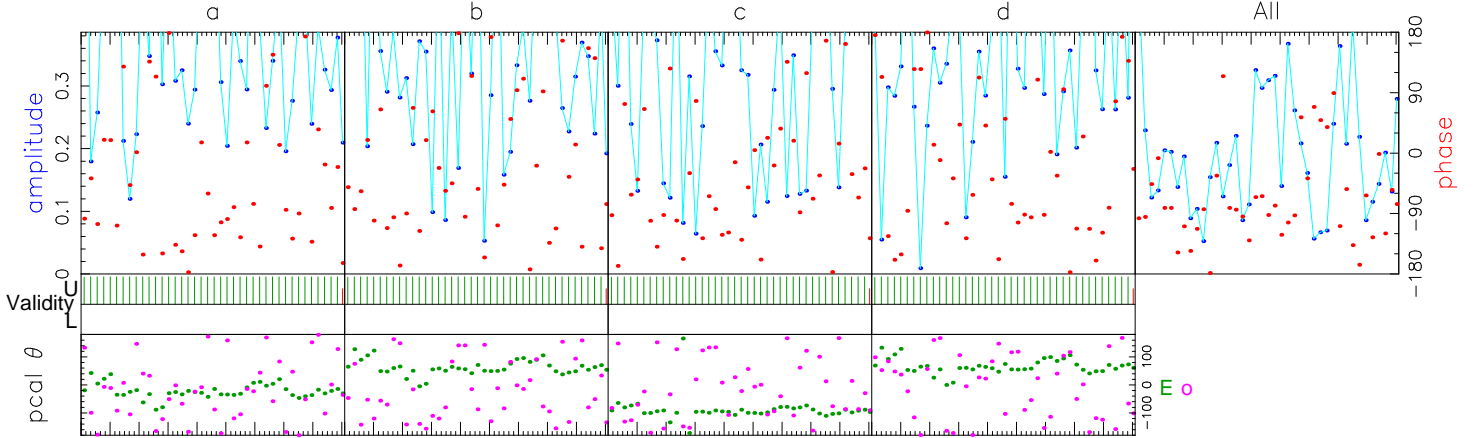 a b c d All
amplitude
0 0.1 0.2 0.3
phase
-180 -90 0 90 180
Validity
U
L
pcal θ
-100 0 100
E o